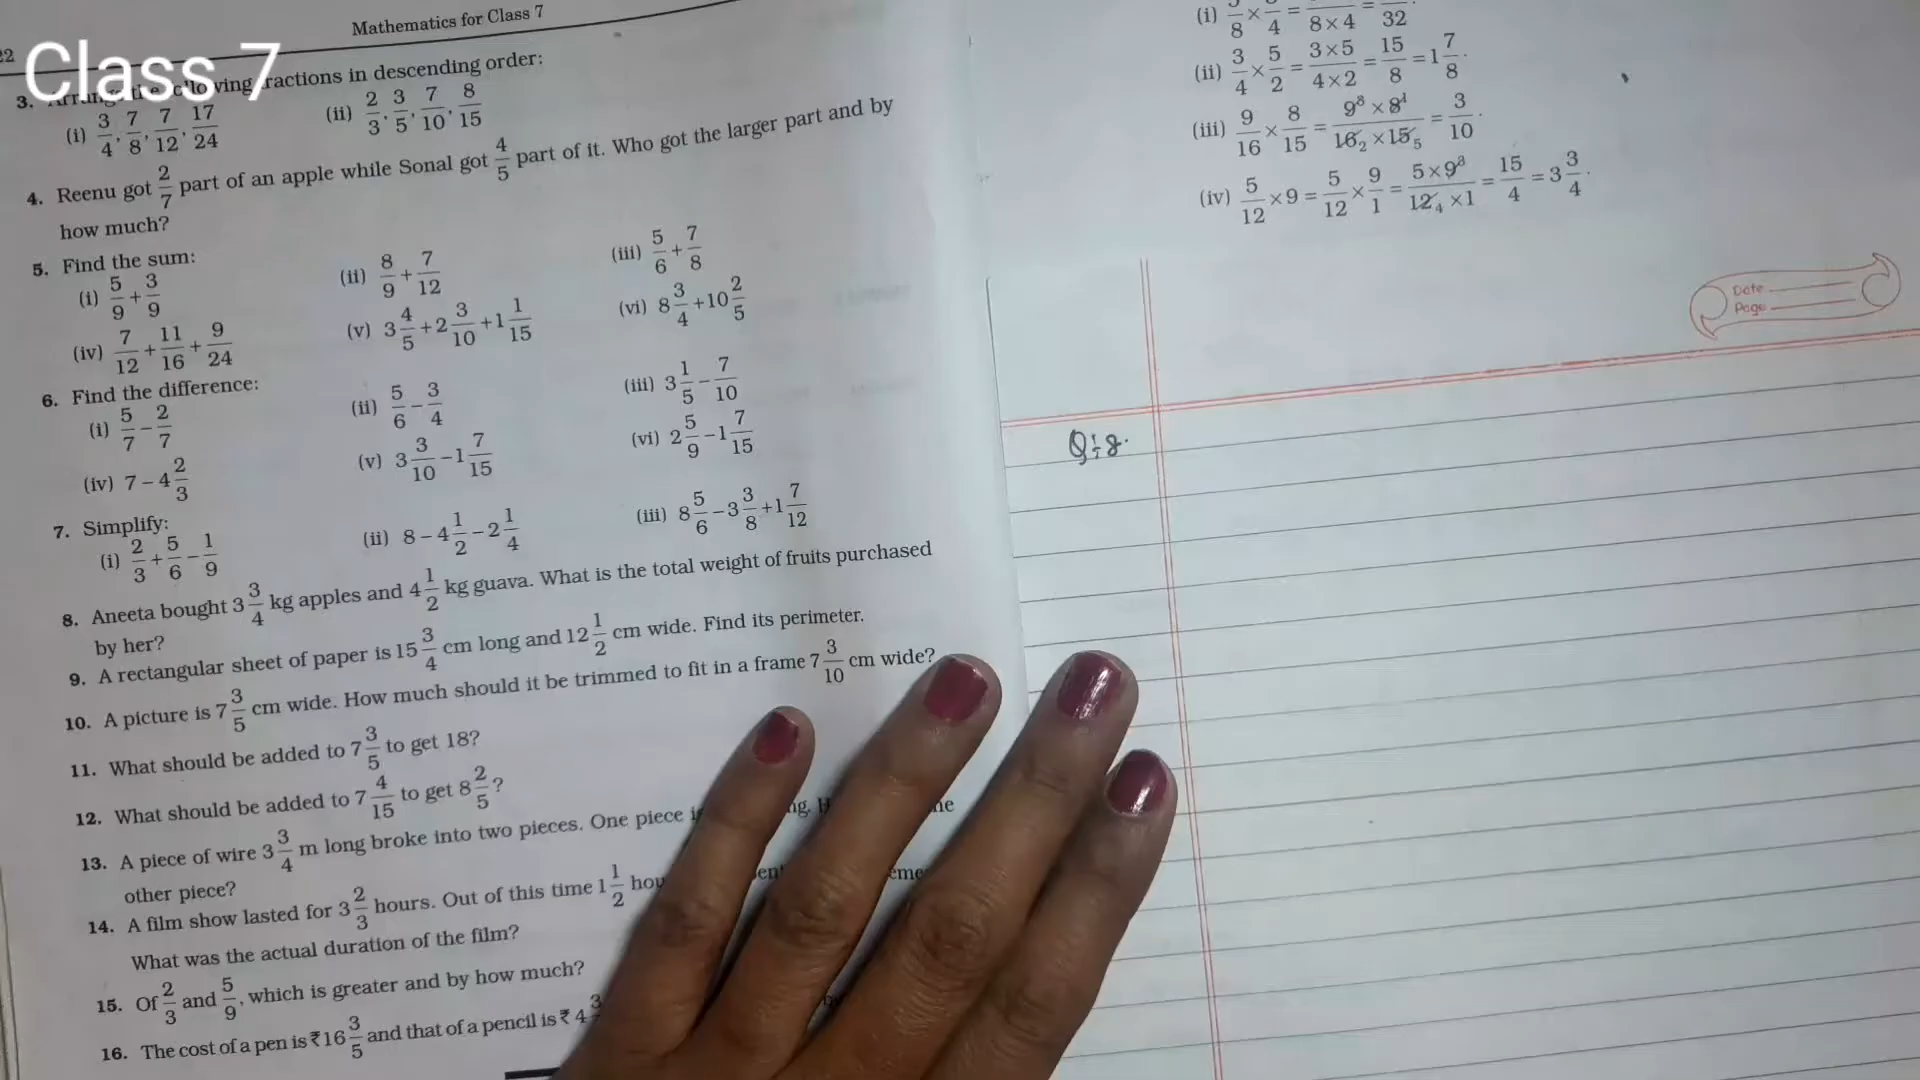 22 Mathematics for Class 7
Class 7
3. Arrange the following fractions in descending order:
(i) 3/4, 7/8, 7/12, 17/24 (ii) 2/3, 3/5, 7/10, 8/15
4. Reenu got 2/7 part of an apple while Sonal got 4/5 part of it. Who got the larger part and by
how much?
5. Find the sum:
(i) 5/9 + 3/9 (ii) 8/9 + 7/12 (iii) 5/6 + 7/8
(iv) 7/12 + 11/16 + 9/24 (v) 3 4/5 + 2 3/10 + 1 1/15 (vi) 8 3/4 + 10 2/5
6. Find the difference:
(i) 5/7 − 2/7 (ii) 5/6 − 3/4 (iii) 3 1/5 − 7/10
(iv) 7 − 4 2/3 (v) 3 3/10 − 1 7/15 (vi) 2 5/9 − 1 7/15
7. Simplify:
(i) 2/3 + 5/6 − 1/9 (ii) 8 − 4 1/2 − 2 1/4 (iii) 8 5/6 − 3 3/8 + 1 7/12
8. Aneeta bought 3 3/4 kg apples and 4 1/2 kg guava. What is the total weight of fruits purchased
by her?
9. A rectangular sheet of paper is 15 3/4 cm long and 12 1/2 cm wide. Find its perimeter.
10. A picture is 7 3/5 cm wide. How much should it be trimmed to fit in a frame 7 3/10 cm wide?
11. What should be added to 7 3/5 to get 18?
12. What should be added to 7 4/15 to get 8 2/5?
13. A piece of wire 3 3/4 m long broke into two pieces. One piece
other piece?
14. A film show lasted for 3 2/3 hours. Out of this time 1 1/2
What was the actual duration of the film?
15. Of 2/3 and 5/9, which is greater and by how much?
16. The cost of a pen is ₹16 3/5 and that of a pencil is ₹4
(i) 8 × 4 = 8×4 = 32
(ii) 3/4 × 5/2 = 3×5/4×2 = 15/8 = 1 7/8.
(iii) 9/16 × 8/15 = 9³ × 8¹/16₂ × 15₅ = 3/10.
(iv) 5/12 × 9 = 5/12 × 9/1 = 5×9³/12₄ × 1 = 15/4 = 3 3/4.
Date
Page
Q:8.